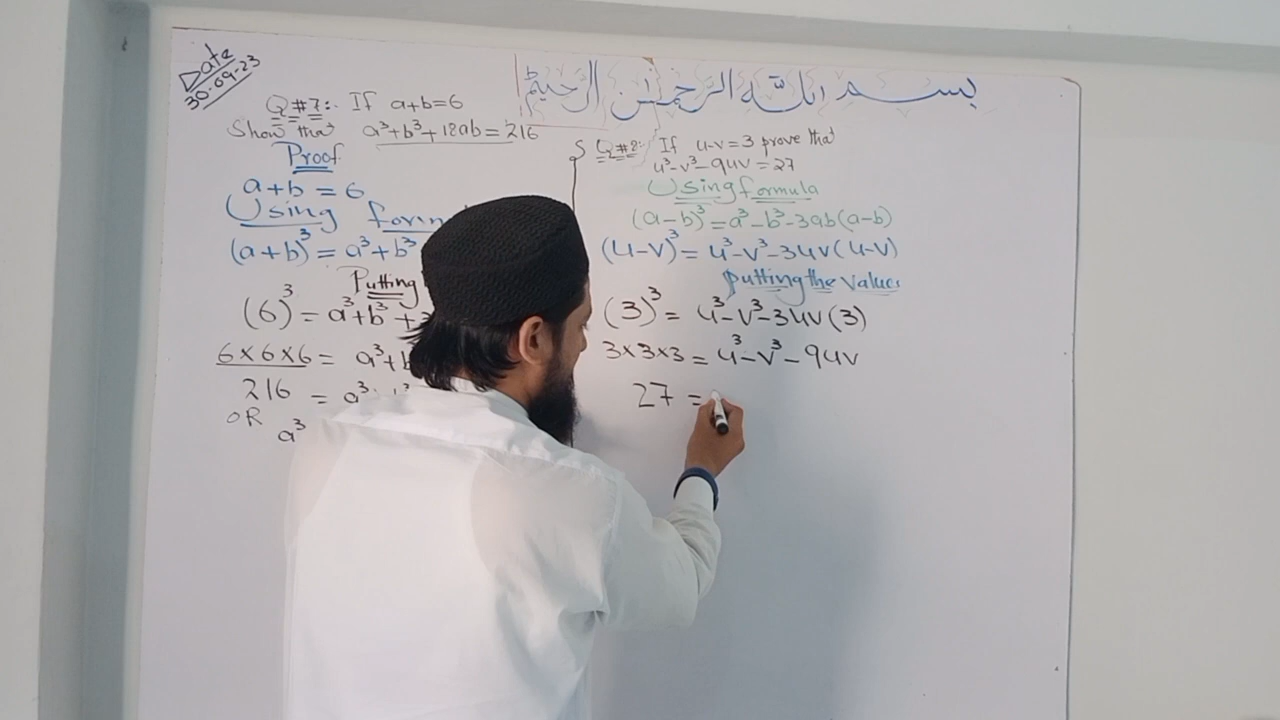 Date
30-09-23
بسم الله الرحمٰن الرحیم
Q#7:- If a+b=6
Show that a³+b³+18ab=216
Proof
a+b=6
Using form
(a+b)³=a³+b³
Putting
(6)³=a³+b³+
6×6×6= a³+b
216 = a³
OR
a³
Q#8:- If u-v=3 prove that
u³-v³-9uv=27
Using formula
(a-b)³=a³-b³-3ab(a-b)
(u-v)³=u³-v³-3uv(u-v)
putting the values
(3)³= u³-v³-3uv(3)
3×3×3=u³-v³-9uv
27 =